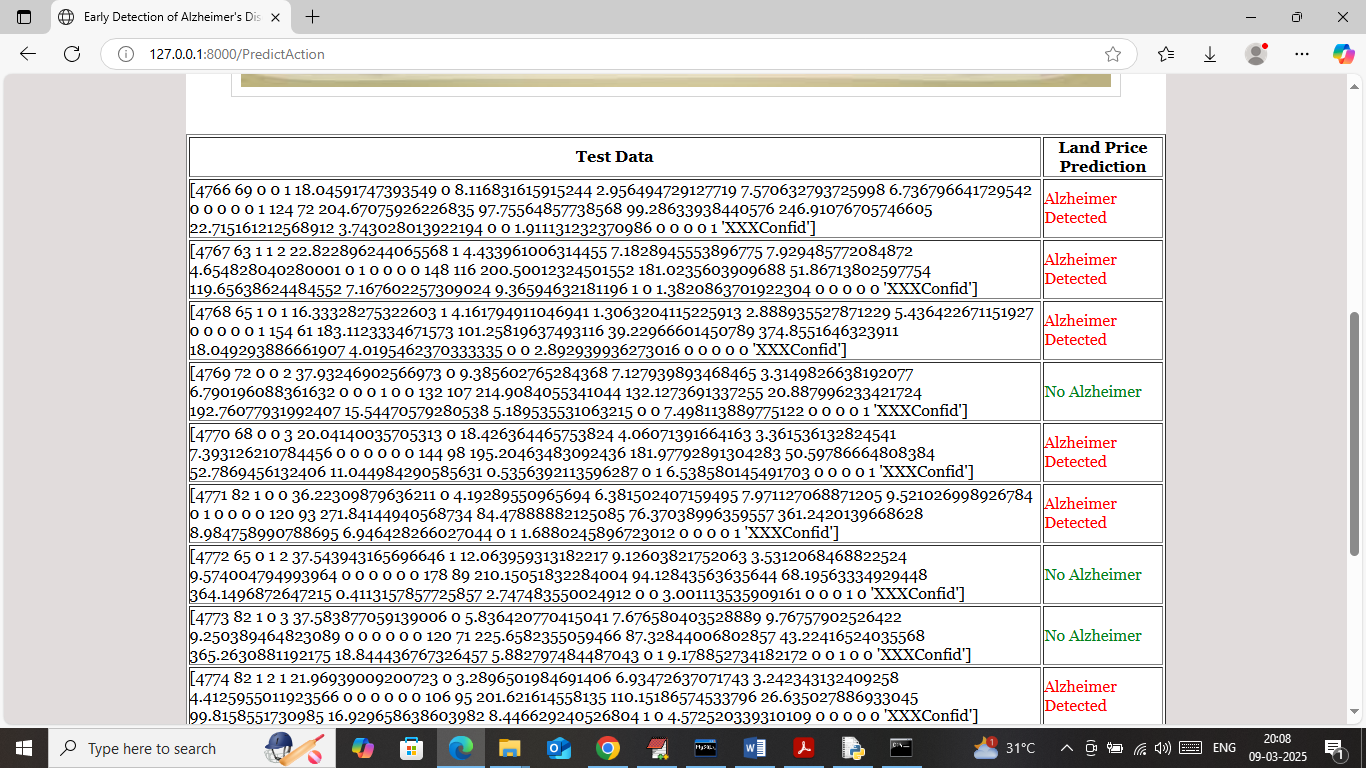 Early Detection of Alzheimer's Dis
127.0.0.1:8000/PredictAction
Test Data
Land Price
Prediction
[4766 69 0 0 1 18.04591747393549 0 8.116831615915244 2.956494729127719 7.570632793725998 6.736796641729542
0 0 0 0 0 1 124 72 204.67075926226835 97.75564857738568 99.28633938440576 246.91076705746605
22.715161212568912 3.743028013922194 0 0 1.911131232370986 0 0 0 0 1 'XXXConfid']
Alzheimer
Detected
[4767 63 1 1 2 22.822896244065568 1 4.433961006314455 7.1828945553896775 7.929485772084872
4.654828040280001 0 1 0 0 0 0 148 116 200.50012324501552 181.0235603909688 51.86713802597754
119.65638624484552 7.167602257309024 9.36594632181196 1 0 1.3820863701922304 0 0 0 0 0 'XXXConfid']
Alzheimer
Detected
[4768 65 1 0 1 16.33328275322603 1 4.161794911046941 1.3063204115225913 2.888935527871229 5.436422671151927
0 0 0 0 0 1 154 61 183.1123334671573 101.25819637493116 39.22966601450789 374.8551646323911
18.049293886661907 4.0195462370333335 0 0 2.892939936273016 0 0 0 0 0 'XXXConfid']
Alzheimer
Detected
[4769 72 0 0 2 37.93246902566973 0 9.385602765284368 7.127939893468465 3.3149826638192077
6.790196088361632 0 0 0 1 0 0 132 107 214.9084055341044 132.1273691337255 20.887996233421724
192.76077931992407 15.54470579280538 5.189535531063215 0 0 7.498113889775122 0 0 0 0 1 'XXXConfid']
No Alzheimer
[4770 68 0 0 3 20.04140035705313 0 18.426364465753824 4.06071391664163 3.361536132824541
7.393126210784456 0 0 0 0 0 0 144 98 195.20463483092436 181.97792891304283 50.59786664808384
52.7869456132406 11.044984290585631 0.5356392113596287 0 1 6.538580145491703 0 0 0 0 1 'XXXConfid']
Alzheimer
Detected
[4771 82 1 0 0 36.22309879636211 0 4.19289550965694 6.381502407159495 7.971127068871205 9.521026998926784
0 1 0 0 0 0 120 93 271.84144940568734 84.47888882125085 76.37038996359557 361.2420139668628
8.984758990788695 6.946428266027044 0 1 1.6880245896723012 0 0 0 0 1 'XXXConfid']
Alzheimer
Detected
[4772 65 0 1 2 37.543943165696646 1 12.063959313182217 9.12603821752063 3.5312068468822524
9.574004794993964 0 0 0 0 0 0 178 89 210.15051832284004 94.12843563635644 68.19563334929448
364.1496872647215 0.4113157857725857 2.747483550024912 0 0 3.001113535909161 0 0 0 1 0 'XXXConfid']
No Alzheimer
[4773 82 1 0 3 37.583877059139006 0 5.836420770415041 7.676580403528889 9.76757902526422
9.250389464823089 0 0 0 0 0 0 120 71 225.6582355059466 87.32844006802857 43.22416524035568
365.2630881192175 18.844436767326457 5.882797484487043 0 1 9.178852734182172 0 0 1 0 0 'XXXConfid']
No Alzheimer
[4774 82 1 2 1 21.96939009200723 0 3.2896501984691406 6.93472637071743 3.242343132409258
4.4125955011923566 0 0 0 0 0 0 106 95 201.621614558135 110.15186574533796 26.635027886933045
99.8158551730985 16.929658638603982 8.446629240526804 1 0 4.572520339310109 0 0 0 0 0 'XXXConfid']
Alzheimer
Detected
Type here to search
31°C
ENG
20:08
09-03-2025
1